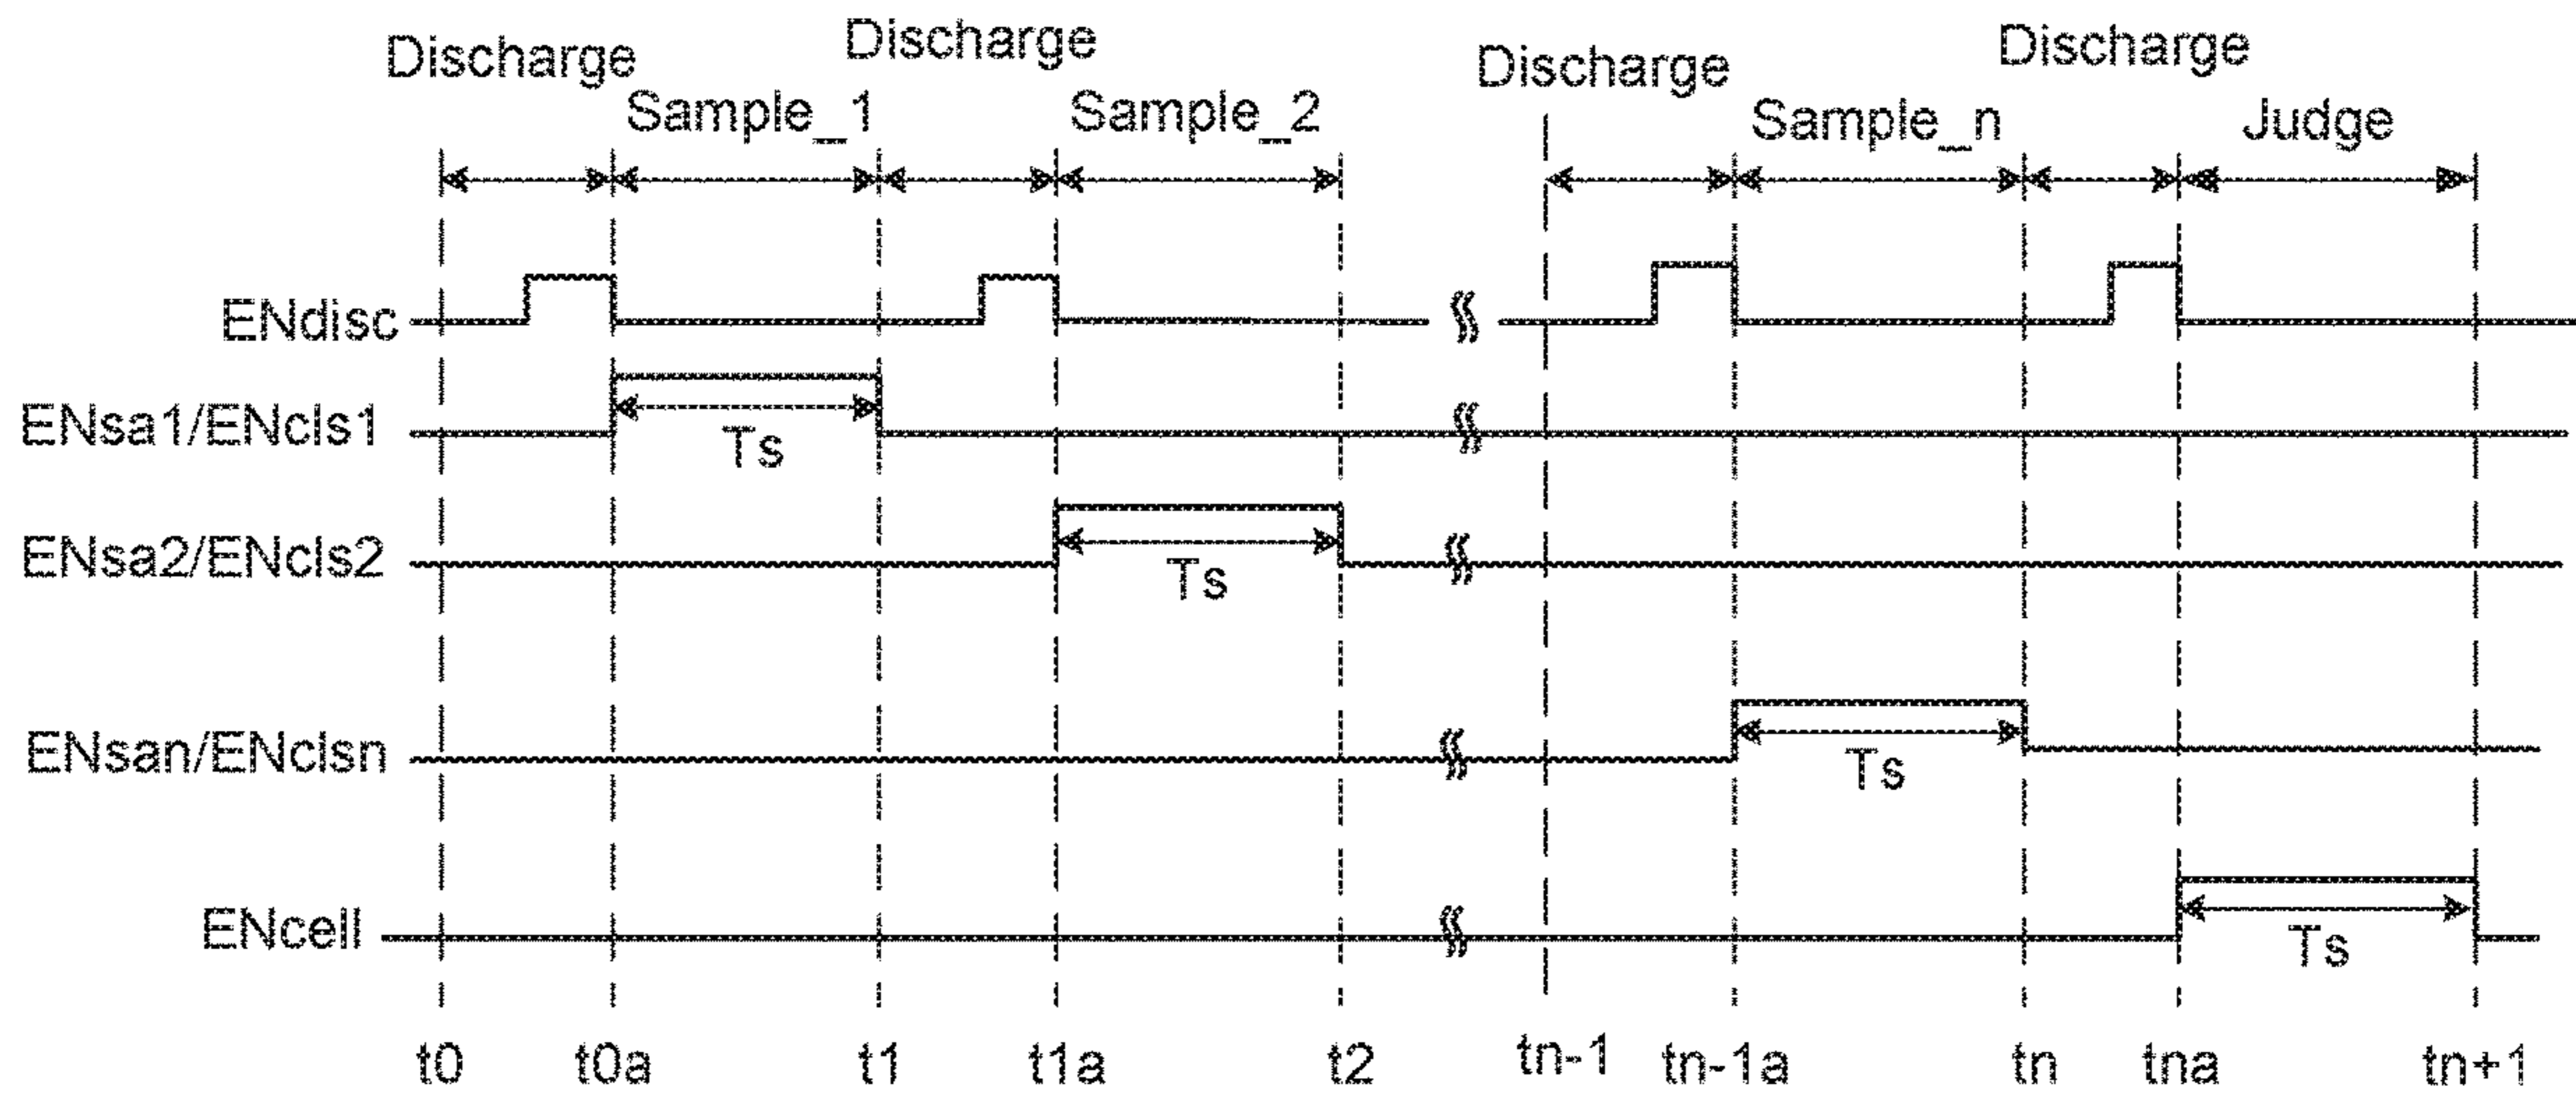 Discharge Discharge Discharge Discharge
Sample_1 Sample_2 Sample_n Judge
ENdisc
ENsa1/ENcls1
Ts
ENsa2/ENcls2
Ts
ENsan/ENclsn
Ts
ENcell
Ts
t0 t0a t1 t1a t2 tn-1 tn-1a tn tna tn+1